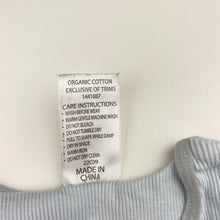 ORGANIC COTTON
EXCLUSIVE OF TRIMS
1441887
CARE INSTRUCTIONS
• WASH BEFORE WEAR
• WARM GENTLE MACHINE WASH
• DO NOT BLEACH
• DO NOT TUMBLE DRY
• PULL TO SHAPE WHILE DAMP
• DRY IN SHADE
• WARM IRON
• DO NOT DRY CLEAN
22C09
MADE IN
CHINA